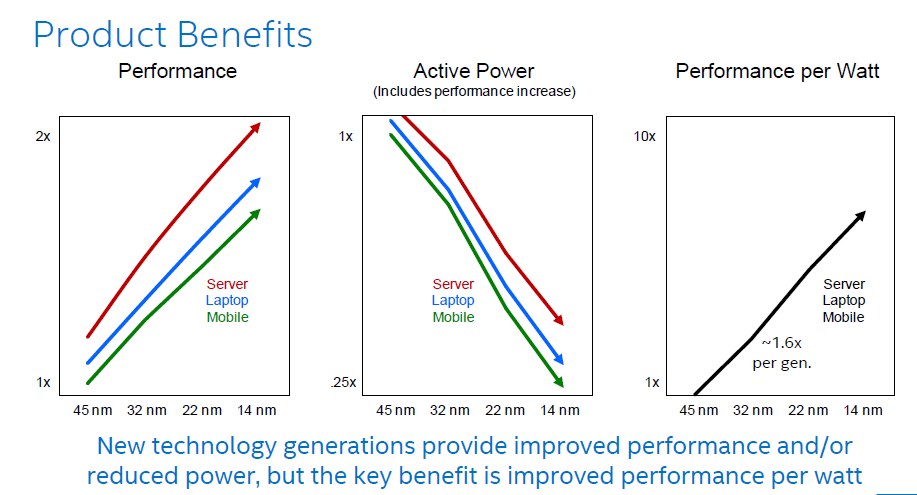 Product Benefits
Performance
2x
1x
Server
Laptop
Mobile
45 nm 32 nm 22 nm 14 nm
Active Power
(Includes performance increase)
1x
.25x
Server
Laptop
Mobile
45 nm 32 nm 22 nm 14 nm
Performance per Watt
10x
1x
Server
Laptop
Mobile
~1.6x
per gen.
45 nm 32 nm 22 nm 14 nm
New technology generations provide improved performance and/or
reduced power, but the key benefit is improved performance per watt